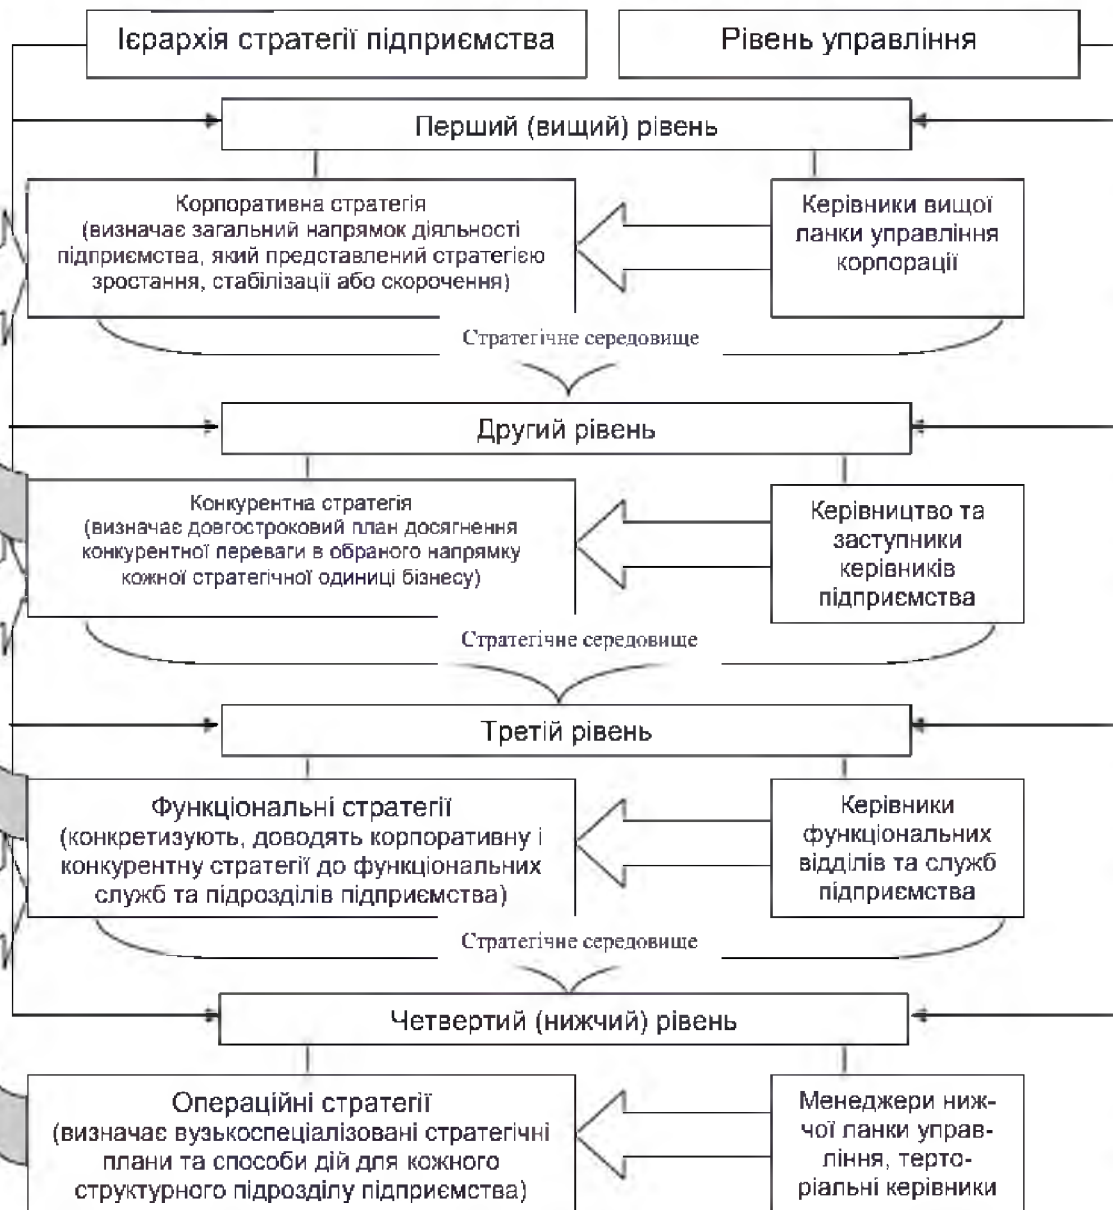 Ієрархія стратегії підприємства
Рівень управління
Перший (вищий) рівень
Корпоративна стратегія
(визначає загальний напрямок діяльності
підприємства, який представлений стратегією
зростання, стабілізації або скорочення)
Керівники вищої
ланки управління
корпорації
Стратегічне середовище
Другий рівень
Конкурентна стратегія
(визначає довгостроковий план досягнення
конкурентної переваги в обраного напрямку
кожної стратегічної одиниці бізнесу)
Керівництво та
заступники
керівників
підприємства
Стратегічне середовище
Третій рівень
Функціональні стратегії
(конкретизують, доводять корпоративну і
конкурентну стратегії до функціональних
служб та підрозділів підприємства)
Керівники
функціональних
відділів та служб
підприємства
Стратегічне середовище
Четвертий (нижчий) рівень
Операційні стратегії
(визначає вузькоспеціалізовані стратегічні
плани та способи дій для кожного
структурного підрозділу підприємства)
Менеджери ниж-
чої ланки управ-
ління, терто-
ріальні керівники